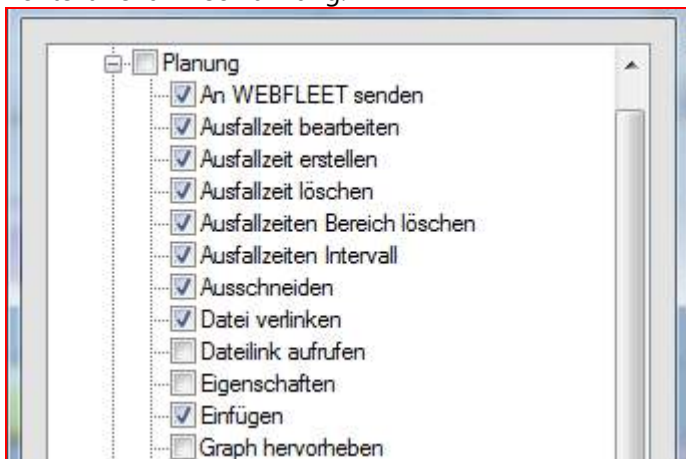 Planung
An WEBFLEET senden
Ausfallzeit bearbeiten
Ausfallzeit erstellen
Ausfallzeit löschen
Ausfallzeiten Bereich löschen
Ausfallzeiten Intervall
Ausschneiden
Datei verlinken
Dateilink aufrufen
Eigenschaften
Einfügen
Graph hervorheben